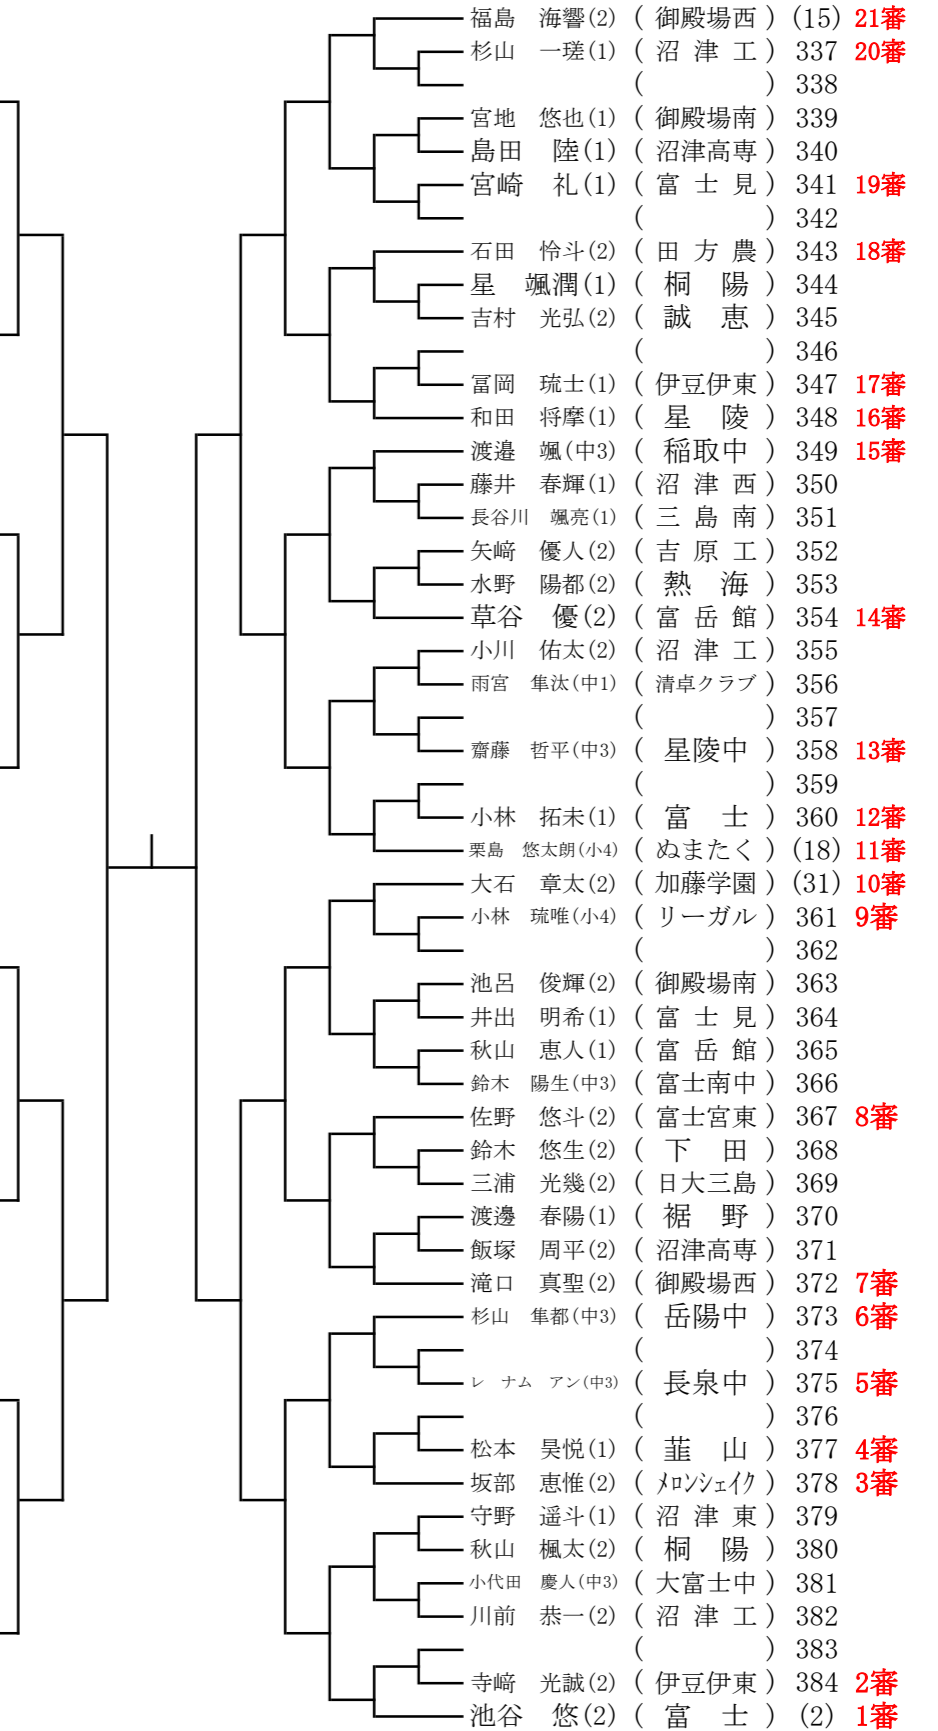 福島 海響(2) ( 御殿場西 ) (15) 21審
杉山 一瑳(1) ( 沼 津 工 ) 337 20審
( ) 338
宮地 悠也(1) ( 御殿場南 ) 339
島田 陸(1) ( 沼津高専 ) 340
宮崎 礼(1) ( 富 士 見 ) 341 19審
( ) 342
石田 怜斗(2) ( 田 方 農 ) 343 18審
星 颯潤(1) ( 桐 陽 ) 344
吉村 光弘(2) ( 誠 恵 ) 345
( ) 346
冨岡 琉士(1) ( 伊豆伊東 ) 347 17審
和田 将摩(1) ( 星 陵 ) 348 16審
渡邉 颯(中3) ( 稲取中 ) 349 15審
藤井 春輝(1) ( 沼 津 西 ) 350
長谷川 颯亮(1) ( 三 島 南 ) 351
矢﨑 優人(2) ( 吉 原 工 ) 352
水野 陽都(2) ( 熱 海 ) 353
草谷 優(2) ( 富 岳 館 ) 354 14審
小川 佑太(2) ( 沼 津 工 ) 355
雨宮 隼汰(中1) ( 清卓クラブ ) 356
( ) 357
齋藤 哲平(中3) ( 星陵中 ) 358 13審
( ) 359
小林 拓未(1) ( 富 士 ) 360 12審
栗島 悠太朗(小4) ( ぬまたく ) (18) 11審
大石 章太(2) ( 加藤学園 ) (31) 10審
小林 琉唯(小4) ( リーガル ) 361 9審
( ) 362
池呂 俊輝(2) ( 御殿場南 ) 363
井出 明希(1) ( 富 士 見 ) 364
秋山 恵人(1) ( 富 岳 館 ) 365
鈴木 陽生(中3) ( 富士南中 ) 366
佐野 悠斗(2) ( 富士宮東 ) 367 8審
鈴木 悠生(2) ( 下 田 ) 368
三浦 光幾(2) ( 日大三島 ) 369
渡邊 春陽(1) ( 裾 野 ) 370
飯塚 周平(2) ( 沼津高専 ) 371
滝口 真聖(2) ( 御殿場西 ) 372 7審
杉山 隼都(中3) ( 岳陽中 ) 373 6審
( ) 374
レ ナム アン(中3) ( 長泉中 ) 375 5審
( ) 376
松本 昊悦(1) ( 韮 山 ) 377 4審
坂部 恵惟(2) ( ﾒﾛﾝｼｪｲｸ ) 378 3審
守野 遥斗(1) ( 沼 津 東 ) 379
秋山 楓太(2) ( 桐 陽 ) 380
小代田 慶人(中3) ( 大富士中 ) 381
川前 恭一(2) ( 沼 津 工 ) 382
( ) 383
寺﨑 光誠(2) ( 伊豆伊東 ) 384 2審
池谷 悠(2) ( 富 士 ) (2) 1審